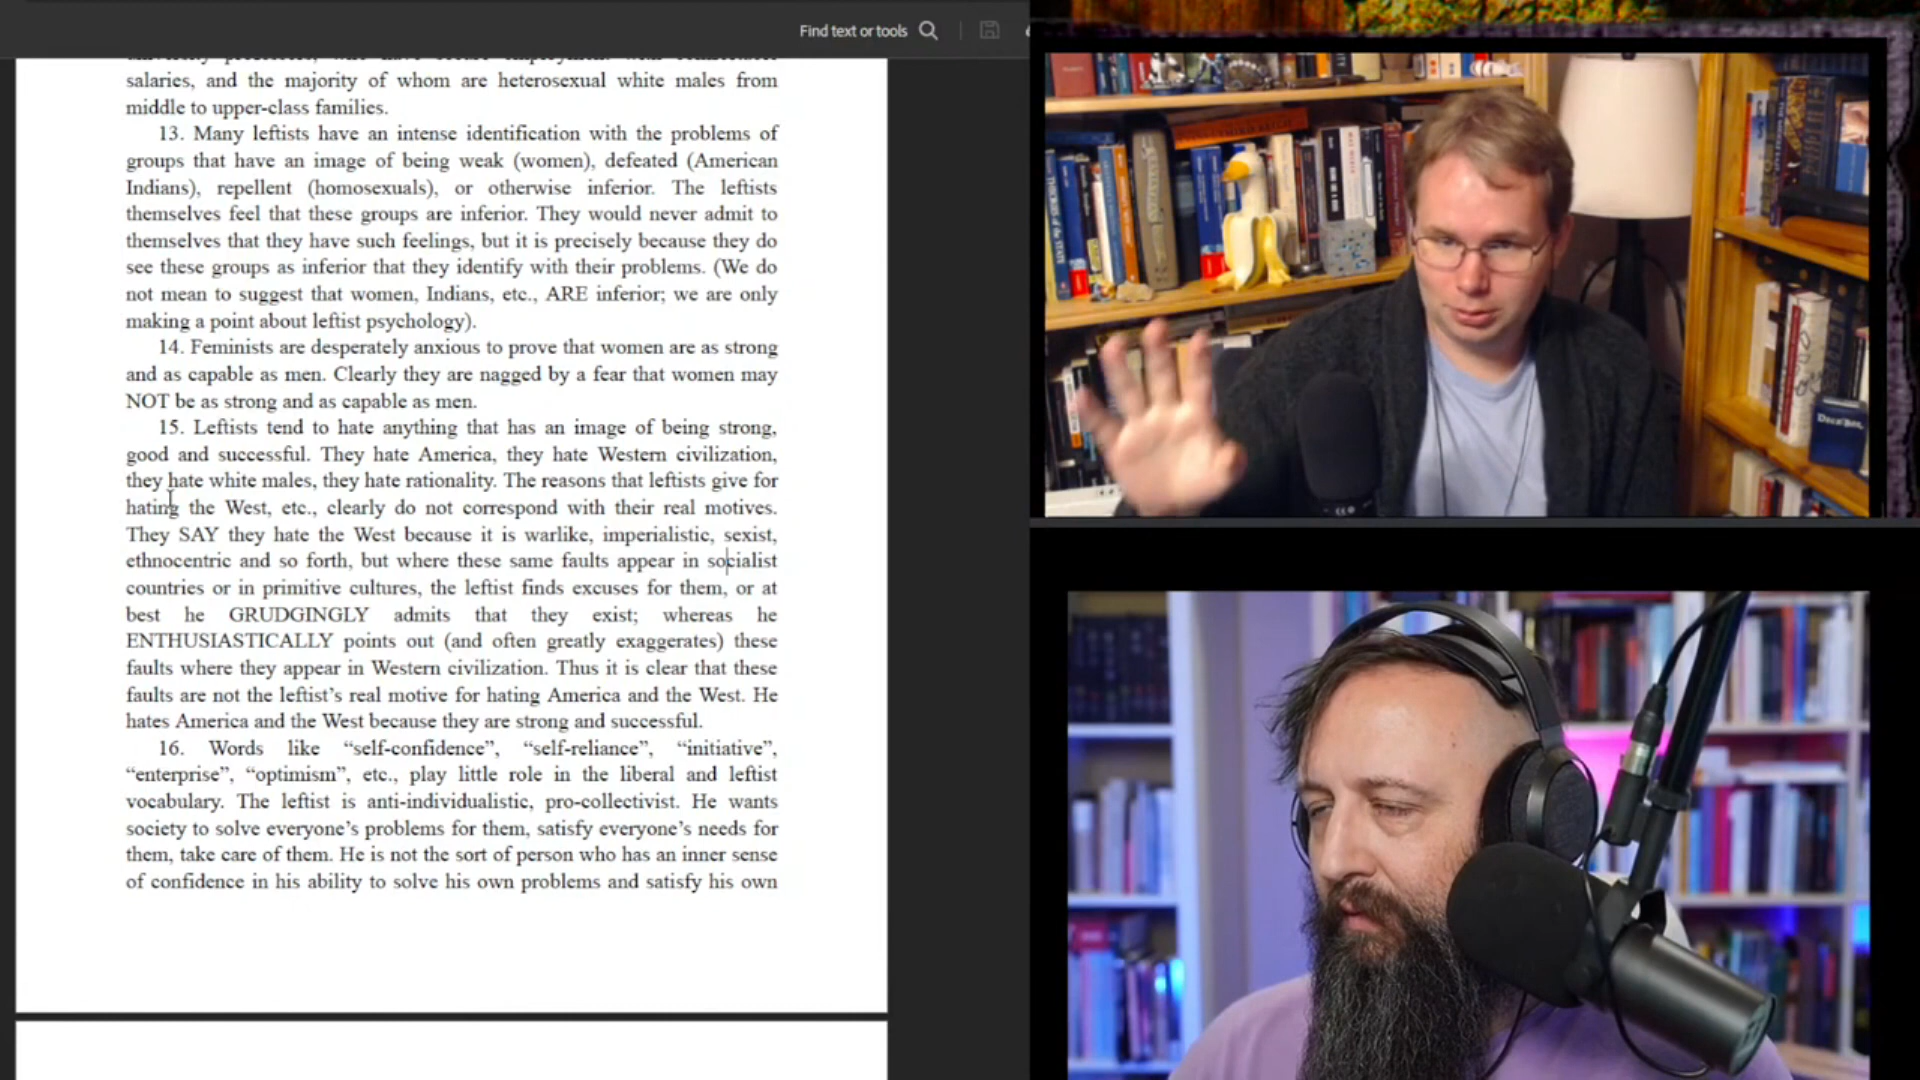 Find text or tools
salaries, and the majority of whom are heterosexual white males from
middle to upper-class families.
13. Many leftists have an intense identification with the problems of
groups that have an image of being weak (women), defeated (American
Indians), repellent (homosexuals), or otherwise inferior. The leftists
themselves feel that these groups are inferior. They would never admit to
themselves that they have such feelings, but it is precisely because they do
see these groups as inferior that they identify with their problems. (We do
not mean to suggest that women, Indians, etc., ARE inferior; we are only
making a point about leftist psychology).
14. Feminists are desperately anxious to prove that women are as strong
and as capable as men. Clearly they are nagged by a fear that women may
NOT be as strong and as capable as men.
15. Leftists tend to hate anything that has an image of being strong,
good and successful. They hate America, they hate Western civilization,
they hate white males, they hate rationality. The reasons that leftists give for
hating the West, etc., clearly do not correspond with their real motives.
They SAY they hate the West because it is warlike, imperialistic, sexist,
ethnocentric and so forth, but where these same faults appear in socialist
countries or in primitive cultures, the leftist finds excuses for them, or at
best he GRUDGINGLY admits that they exist; whereas he
ENTHUSIASTICALLY points out (and often greatly exaggerates) these
faults where they appear in Western civilization. Thus it is clear that these
faults are not the leftist's real motive for hating America and the West. He
hates America and the West because they are strong and successful.
16. Words like “self-confidence”, “self-reliance”, “initiative”,
“enterprise”, “optimism”, etc., play little role in the liberal and leftist
vocabulary. The leftist is anti-individualistic, pro-collectivist. He wants
society to solve everyone's problems for them, satisfy everyone's needs for
them, take care of them. He is not the sort of person who has an inner sense
of confidence in his ability to solve his own problems and satisfy his own